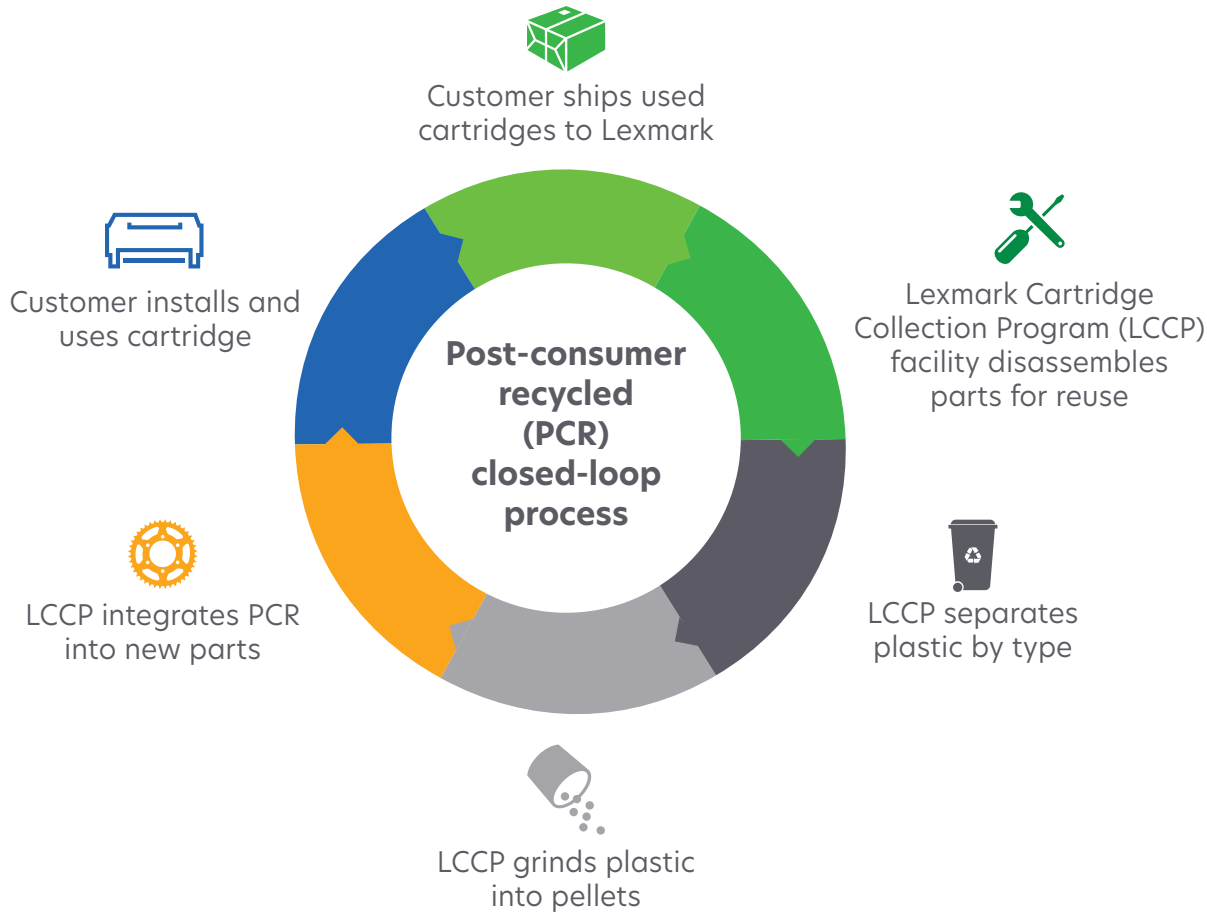 Customer ships used
cartridges to Lexmark
Lexmark Cartridge
Collection Program (LCCP)
facility disassembles
parts for reuse
LCCP separates
plastic by type
LCCP grinds plastic
into pellets
LCCP integrates PCR
into new parts
Customer installs and
uses cartridge
Post-consumer
recycled
(PCR)
closed-loop
process